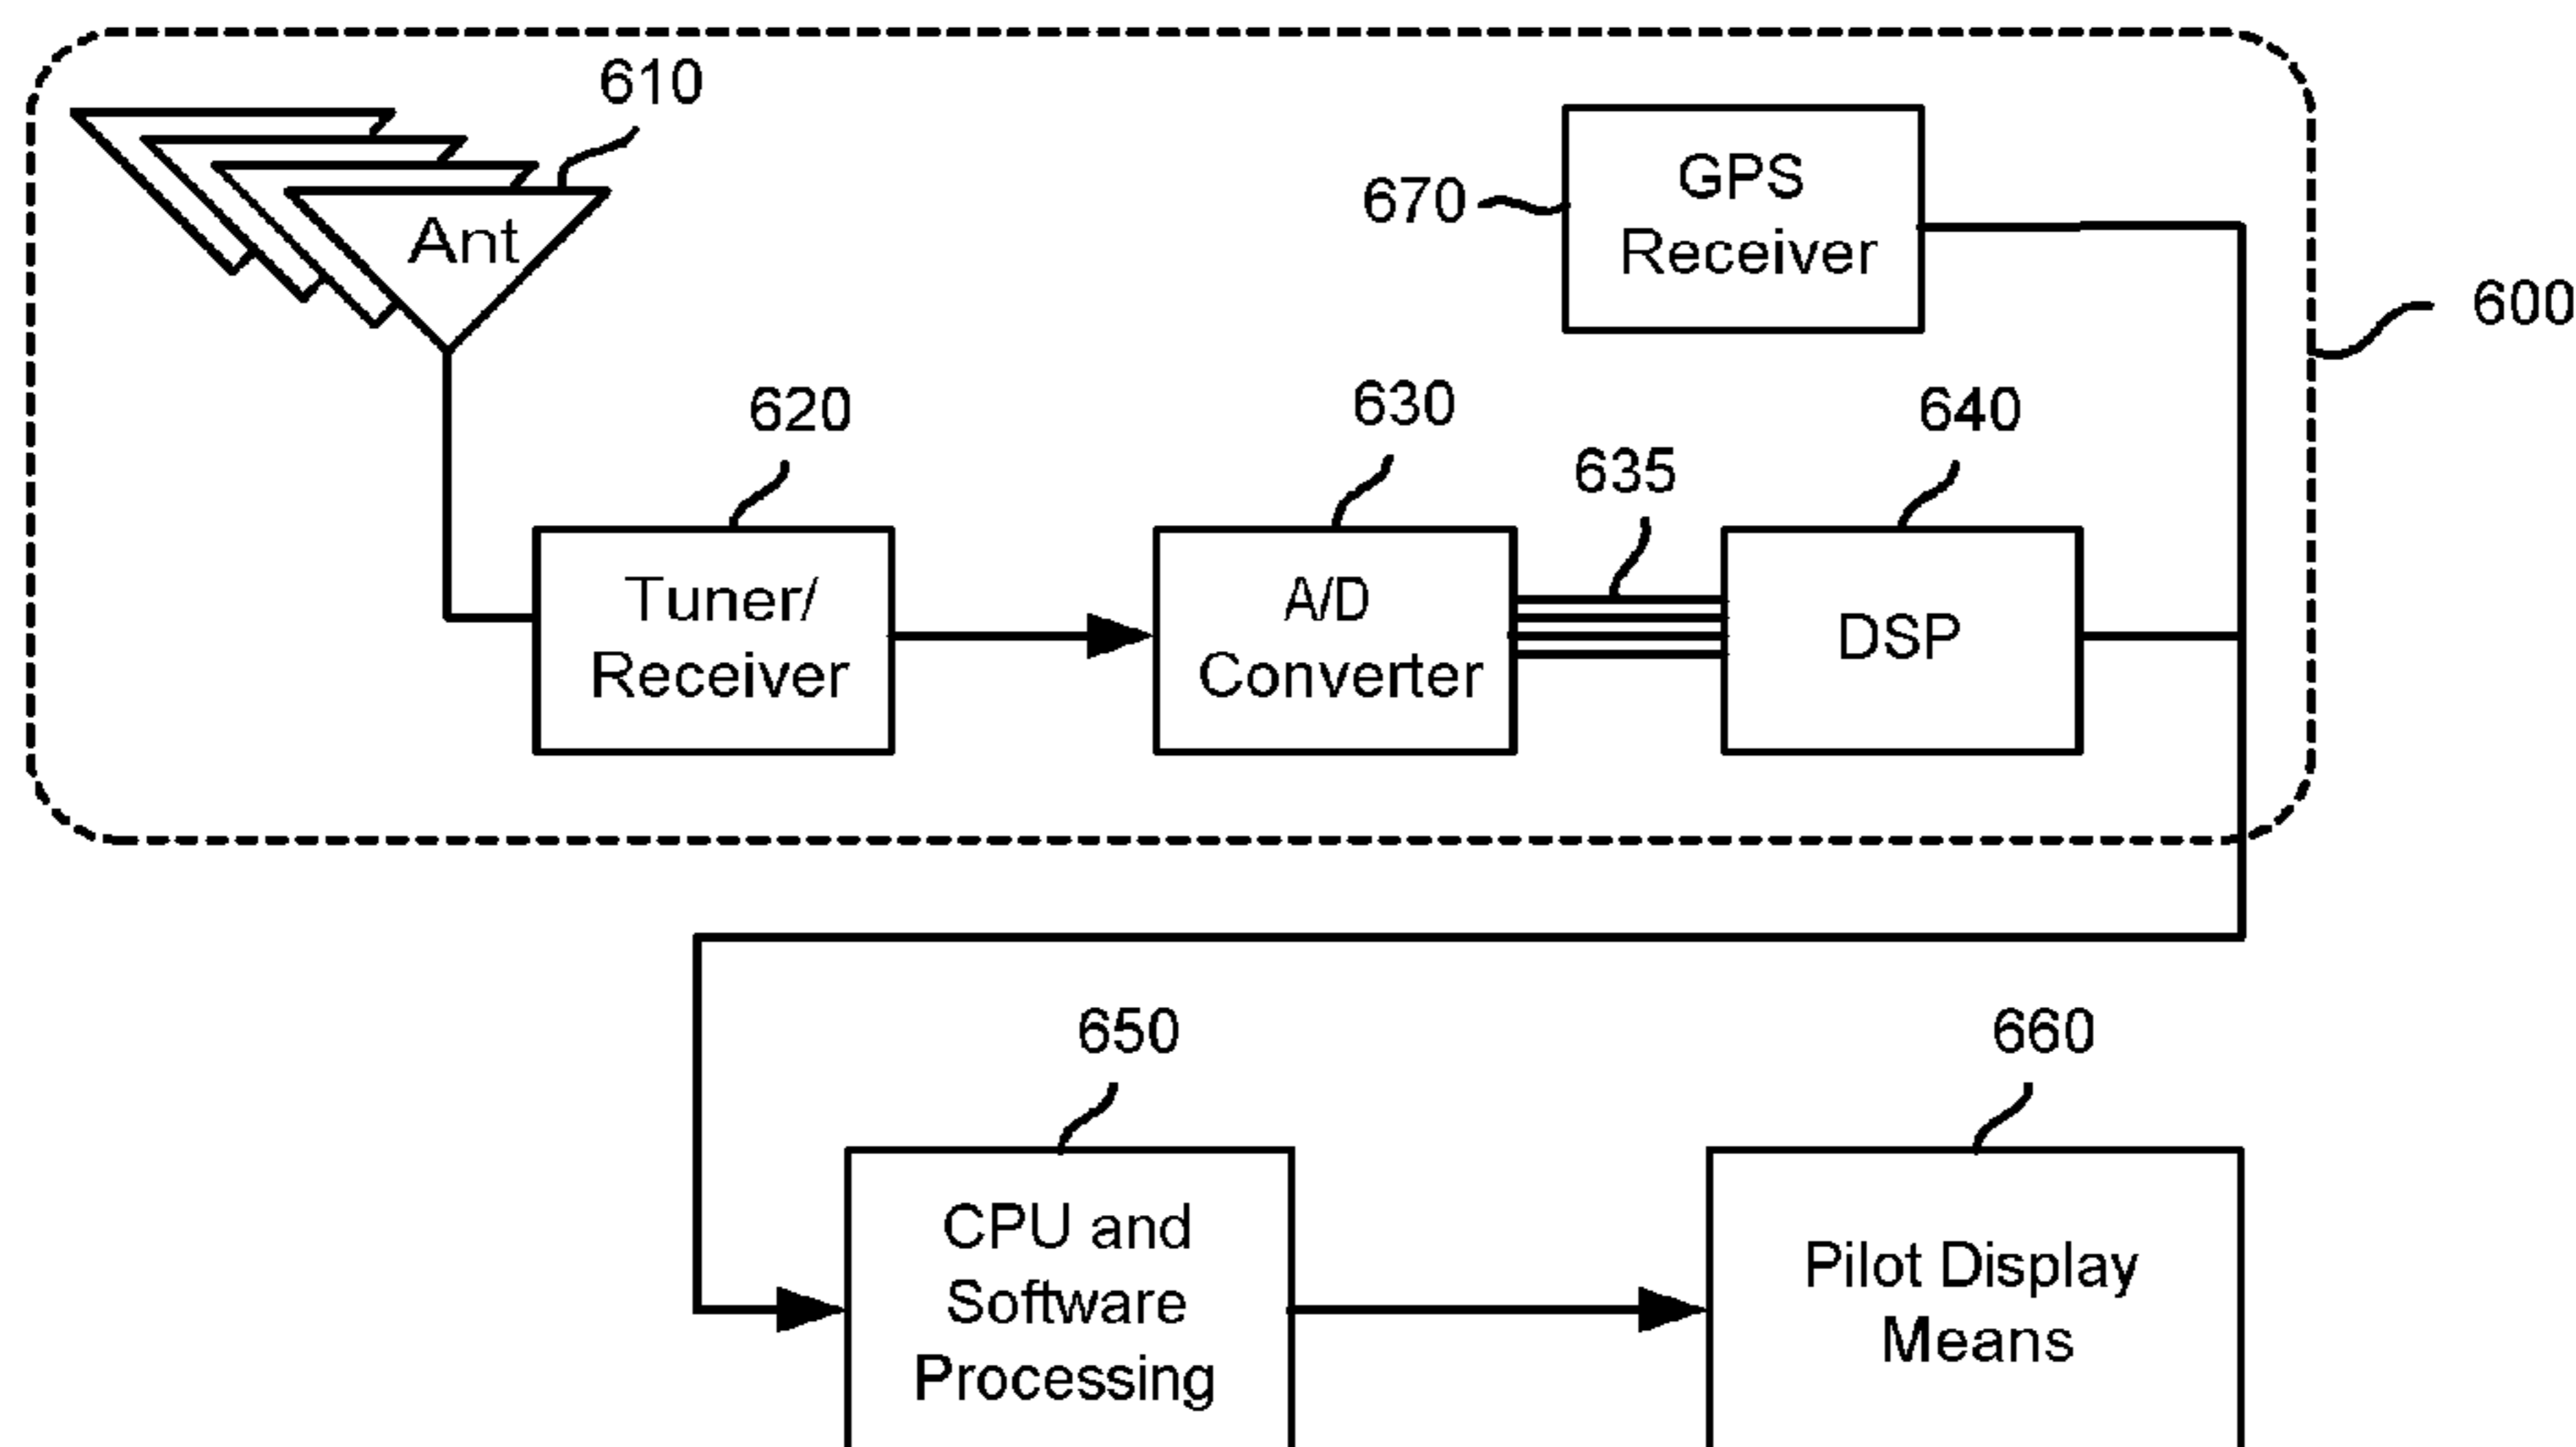 610
Ant
670
GPS
Receiver
600
620
630
635
640
Tuner/
Receiver
A/D
Converter
DSP
650
660
CPU and
Software
Processing
Pilot Display
Means